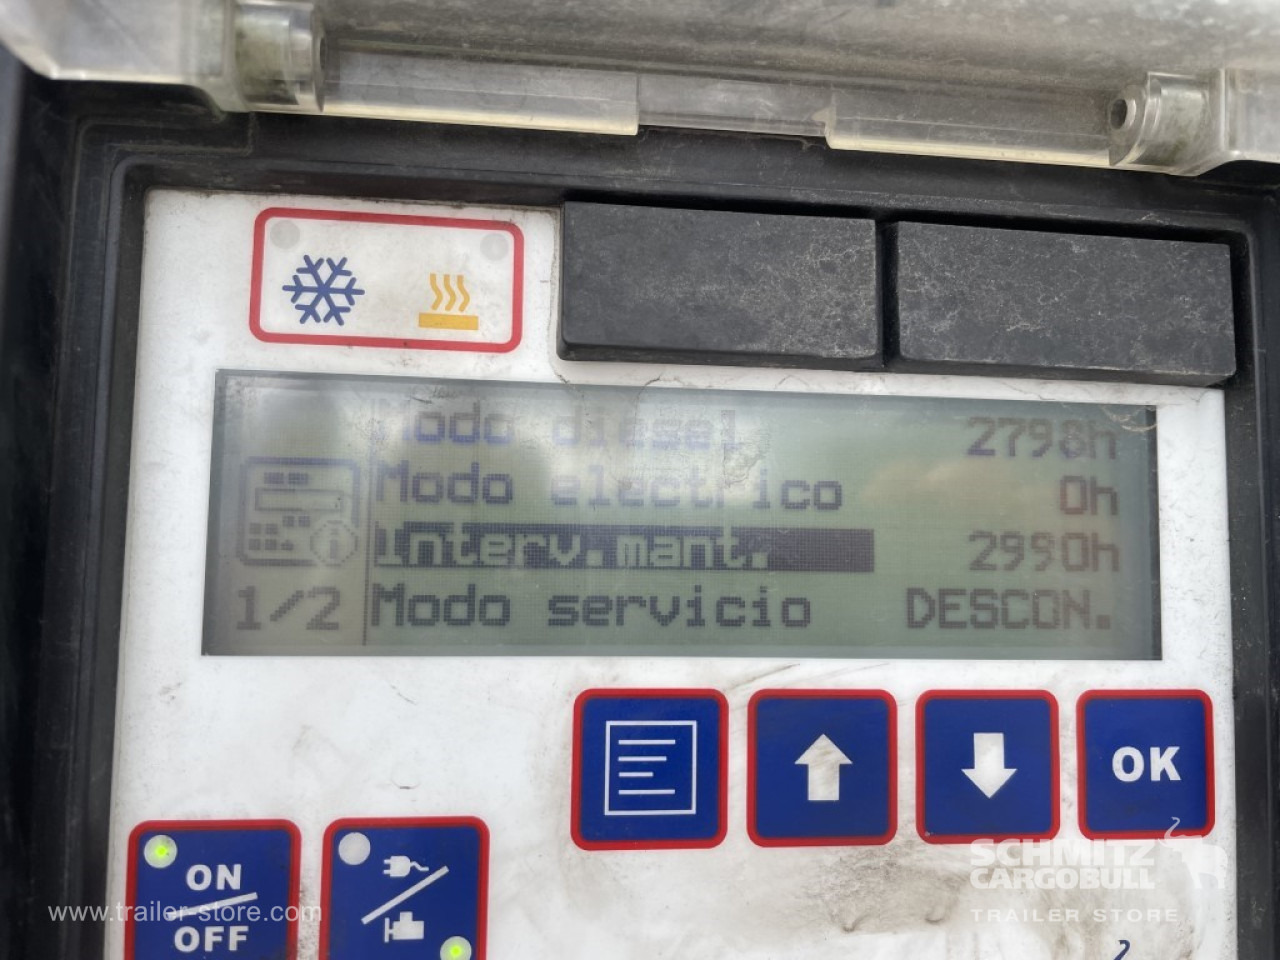 Modo diesel 2798h
Modo electrico 0h
Interv.mant. 2990h
1/2 Modo servicio DESCON.
OK
ON
OFF
www.trailer-store.com
SCHMITZ
CARGOBULL
TRAILER STORE
2